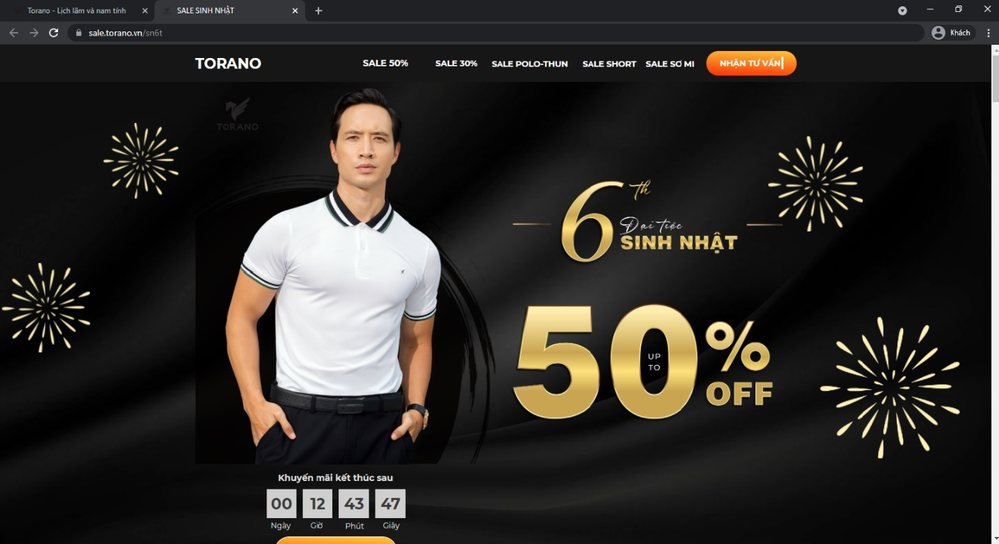 Torano - Lịch lãm và nam tính
SALE SINH NHẬT
sale.torano.vn/sn6t
Khách
TORANO
SALE 50%
SALE 30%
SALE POLO-THUN
SALE SHORT
SALE SƠ MI
NHẬN TƯ VẤN
TORANO
6th
Đại tiệc
SINH NHẬT
50%
UP
TO
OFF
Khuyến mãi kết thúc sau
00 12 43 47
Ngày Giờ Phút Giây